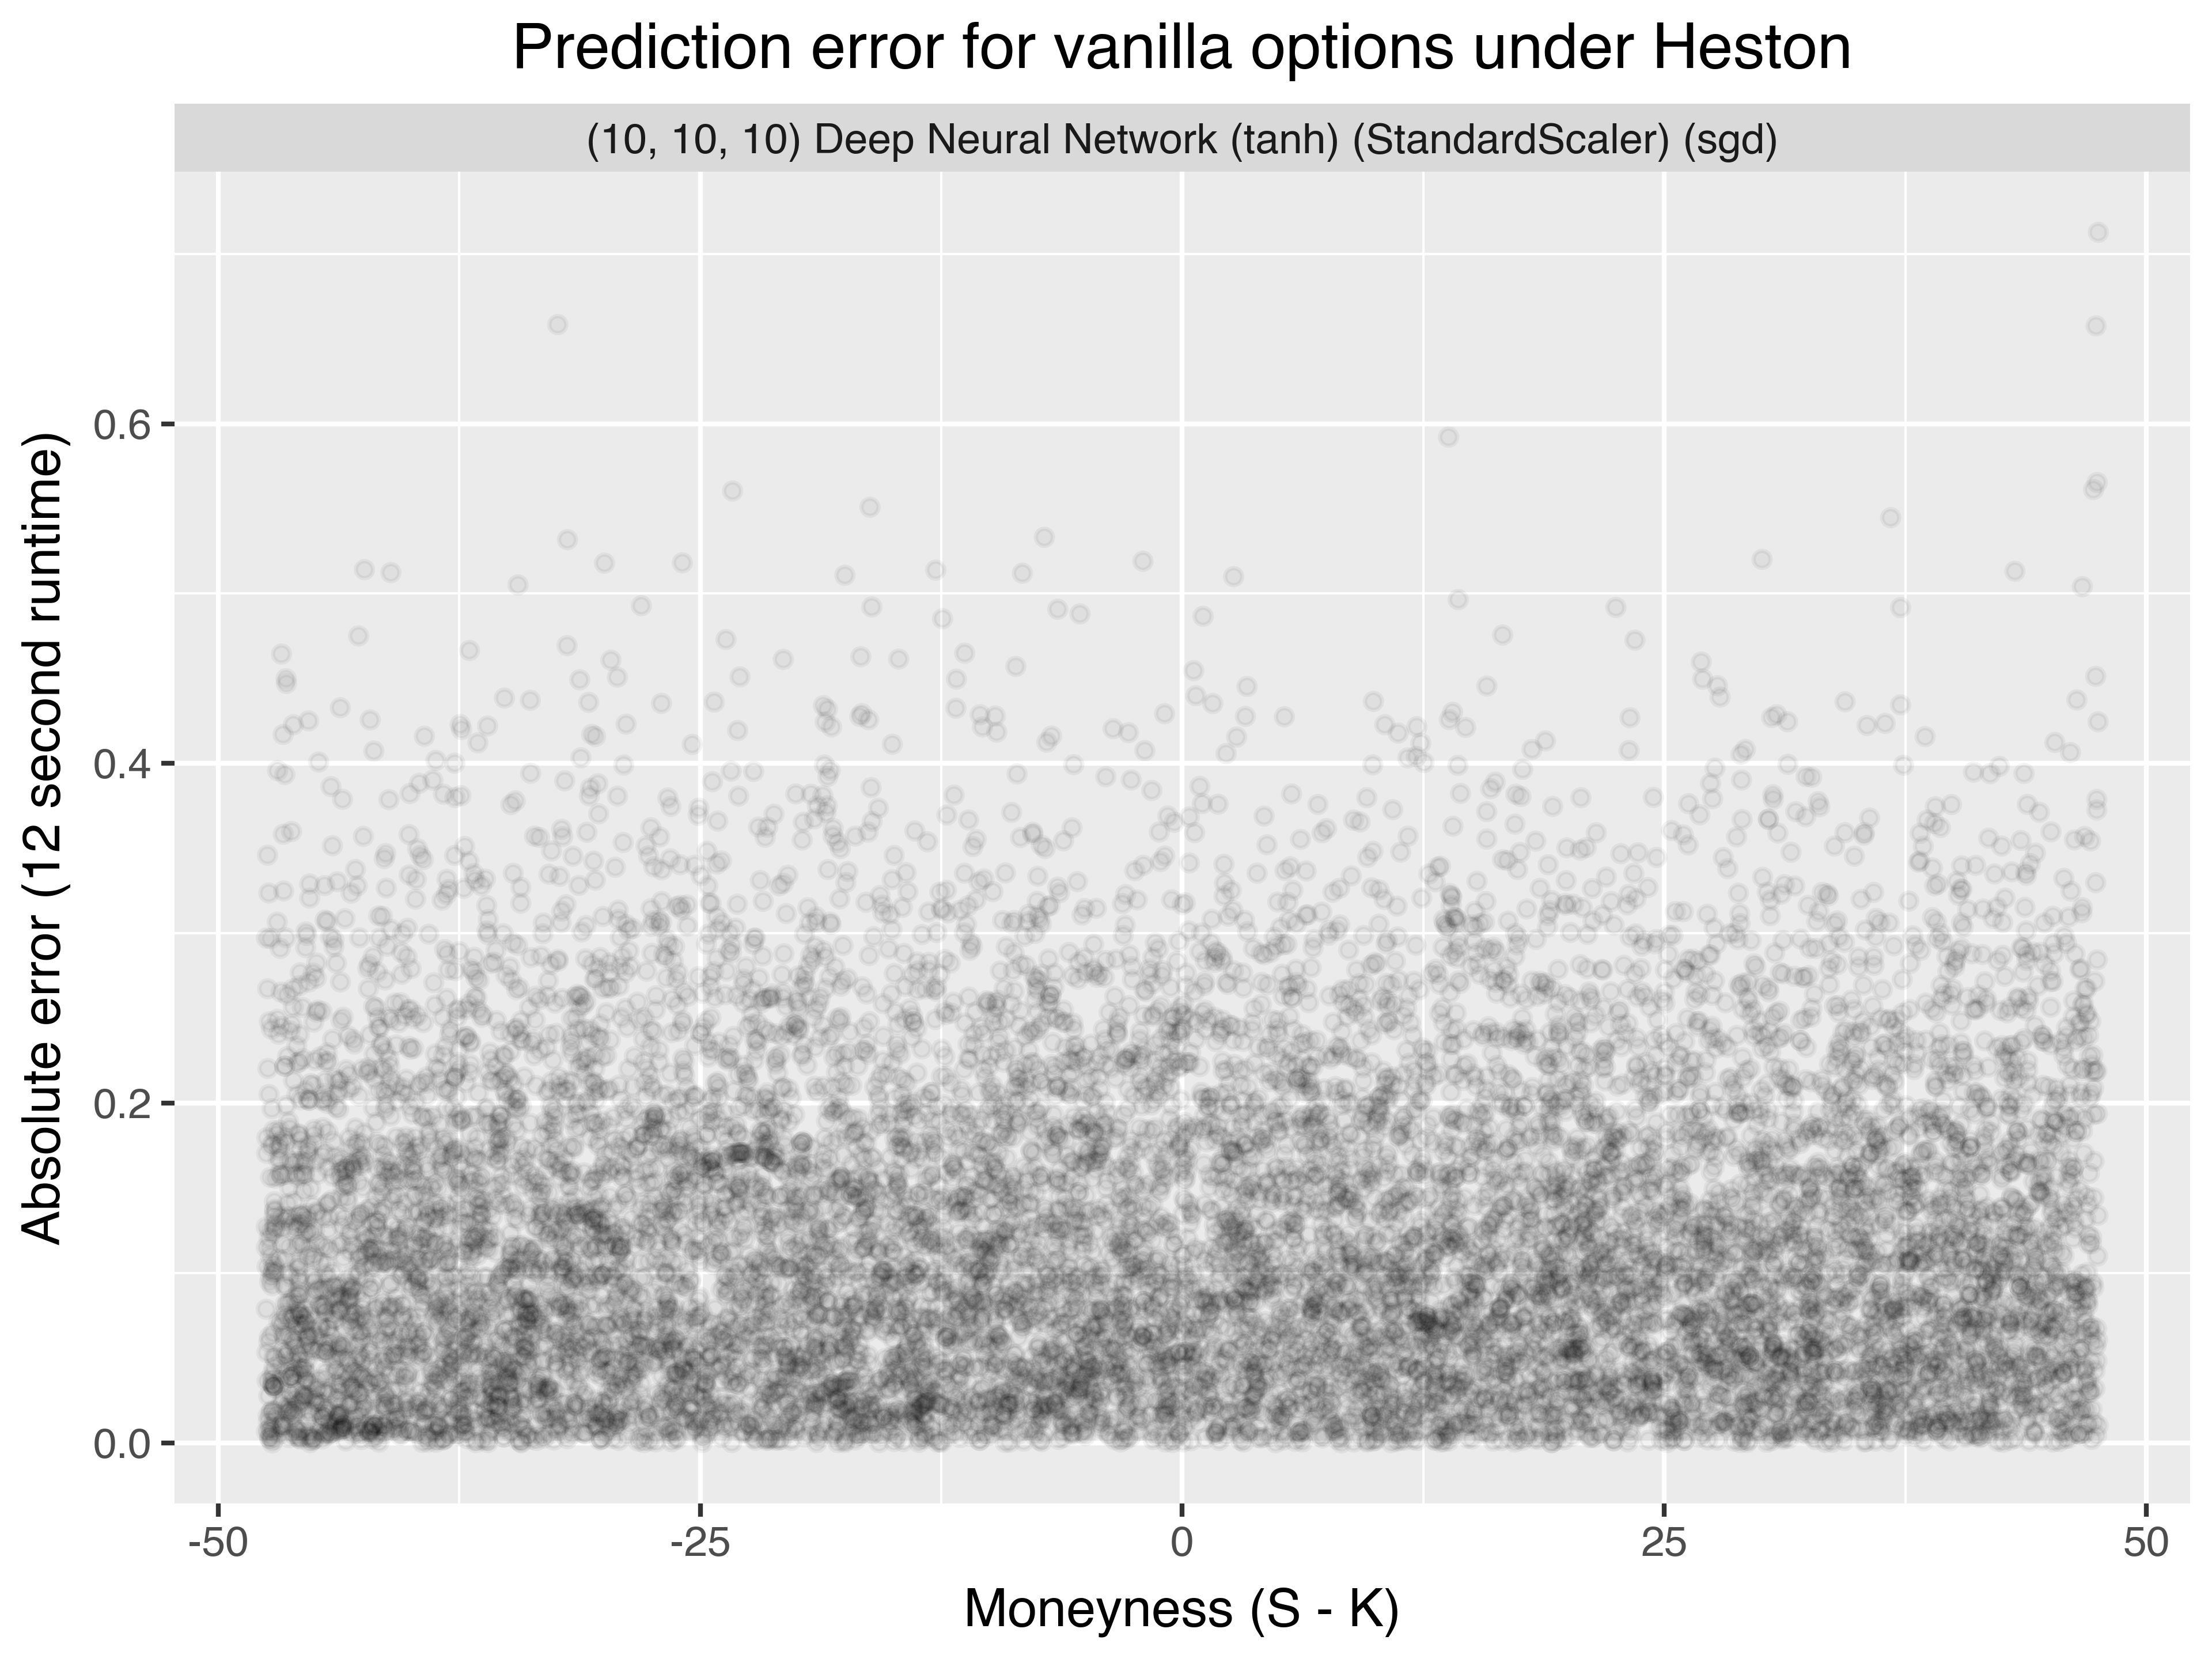 Prediction error for vanilla options under Heston
(10, 10, 10) Deep Neural Network (tanh) (StandardScaler) (sgd)
Absolute error (12 second runtime)
0.6
0.4
0.2
0.0
-50
-25
0
25
50
Moneyness (S - K)